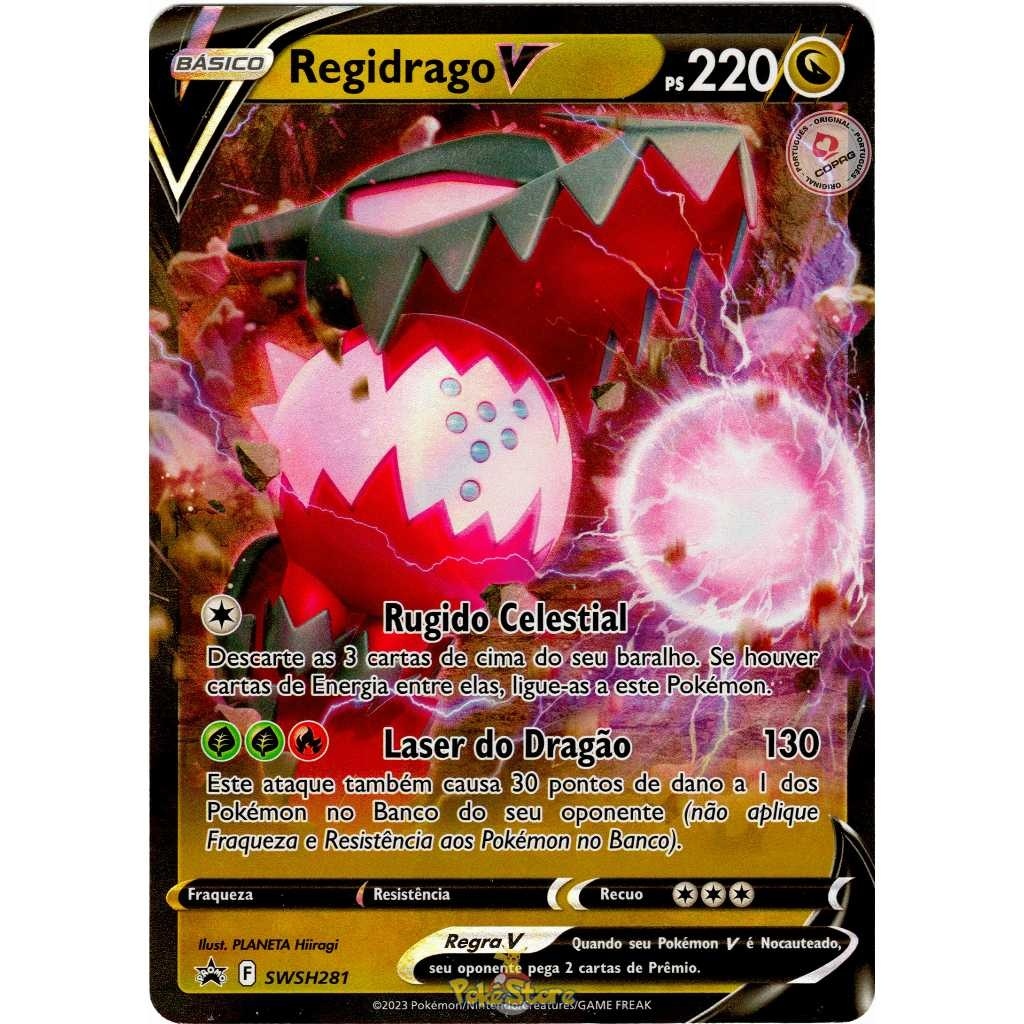 BÁSICO
Regidrago V
PS 220
PORTUGUÊS - ORIGINAL - PORTUGUÊS - ORIGINAL -
COPAG
Rugido Celestial
Descarte as 3 cartas de cima do seu baralho. Se houver
cartas de Energia entre elas, ligue-as a este Pokémon.
Laser do Dragão 130
Este ataque também causa 30 pontos de dano a 1 dos
Pokémon no Banco do seu oponente (não aplique
Fraqueza e Resistência aos Pokémon no Banco).
Fraqueza Resistência Recuo
Ilust. PLANETA Hiiragi
Regra V Quando seu Pokémon V é Nocauteado,
seu oponente pega 2 cartas de Prêmio.
PROMO F SWSH281
PokéStore
©2023 Pokémon/Nintendo/Creatures/GAME FREAK